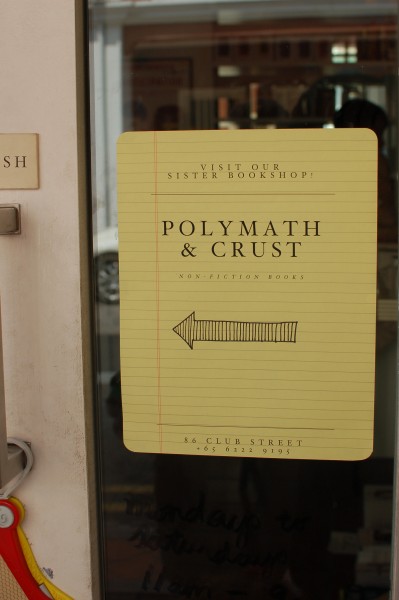 SH
VISIT OUR
SISTER BOOKSHOP!
POLYMATH
& CRUST
NON-FICTION BOOKS
86 CLUB STREET
+65 6222 9195